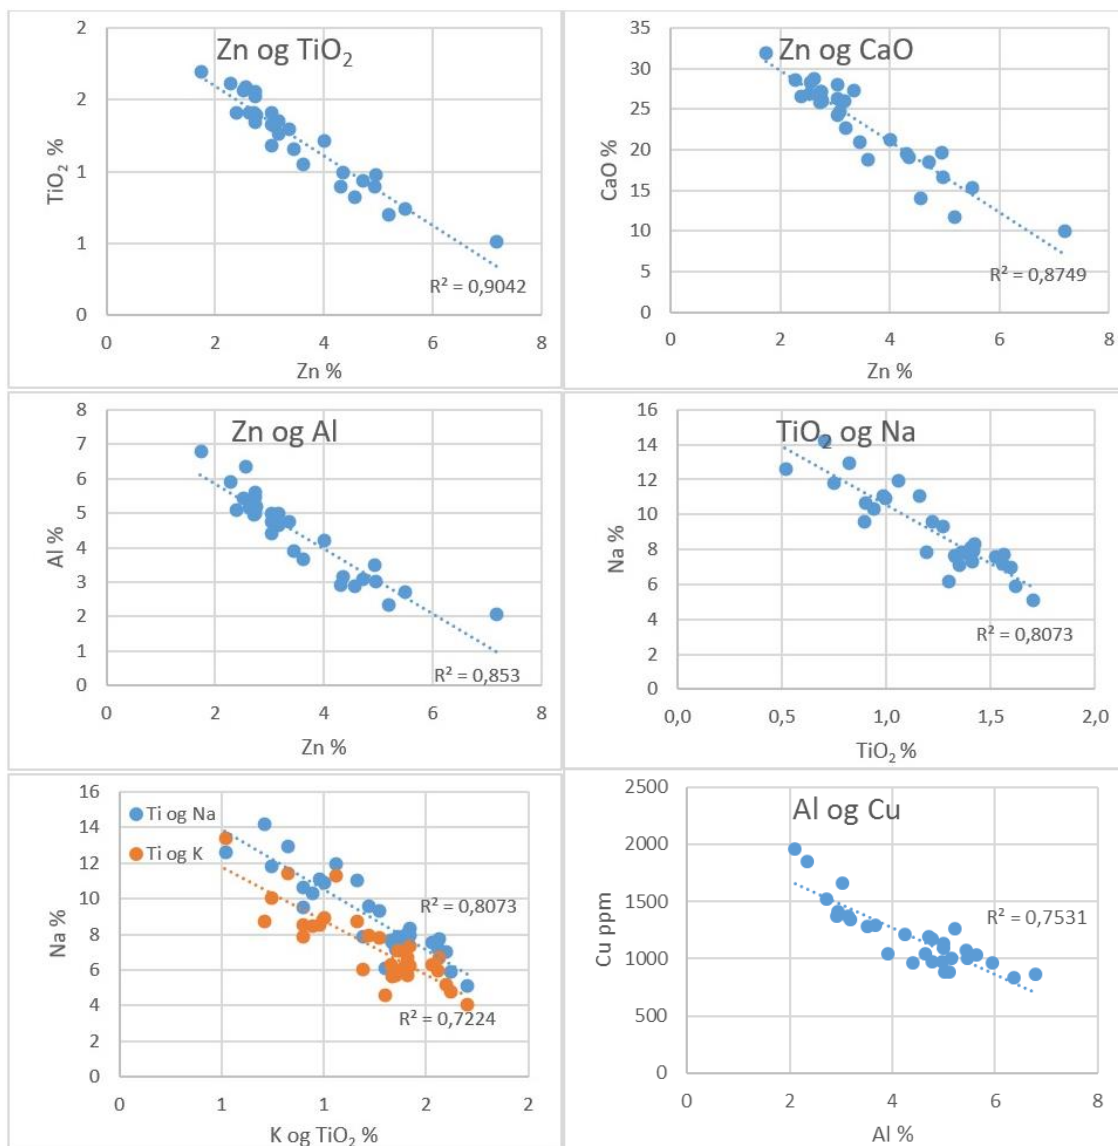 Zn og TiO₂
2
2
1
1
0
TiO₂ %
R² = 0,9042
0 2 4 6 8
Zn %
Zn og CaO
35
30
25
20
15
10
5
0
CaO %
R² = 0,8749
0 2 4 6 8
Zn %
Zn og Al
8
7
6
5
4
3
2
1
0
Al %
R² = 0,853
0 2 4 6 8
Zn %
TiO₂ og Na
16
14
12
10
8
6
4
2
0
Na %
R² = 0,8073
0,0 0,5 1,0 1,5 2,0
TiO₂ %
Ti og Na
Ti og K
16
14
12
10
8
6
4
2
0
Na %
R² = 0,8073
R² = 0,7224
0 1 1 2 2
K og TiO₂ %
Al og Cu
2500
2000
1500
1000
500
0
Cu ppm
R² = 0,7531
0 2 4 6 8
Al %